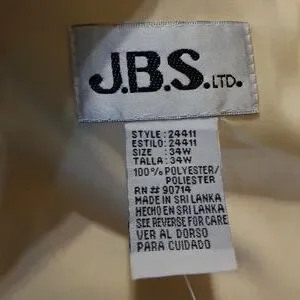 J.B.S. LTD.
STYLE: 24411
ESTILO: 24411
SIZE : 34W
TALLA: 34W
100% POLYESTER/
POLIESTER
RN # 90714
MADE IN SRI LANKA
HECHO EN SRI LANKA
SEE REVERSE FOR CARE
VER AL DORSO
PARA CUIDADO